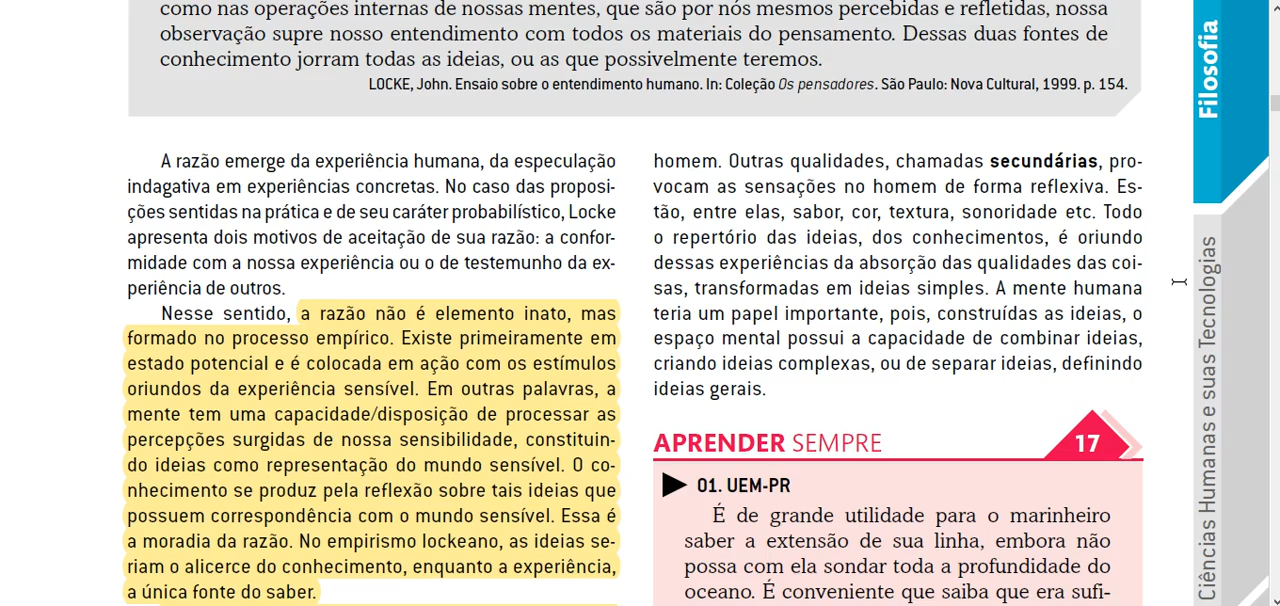 como nas operações internas de nossas mentes, que são por nós mesmos percebidas e refletidas, nossa
observação supre nosso entendimento com todos os materiais do pensamento. Dessas duas fontes de
conhecimento jorram todas as ideias, ou as que possivelmente teremos.
LOCKE, John. Ensaio sobre o entendimento humano. In: Coleção Os pensadores. São Paulo: Nova Cultural, 1999. p. 154.
A razão emerge da experiência humana, da especulação
indagativa em experiências concretas. No caso das proposi-
ções sentidas na prática e de seu caráter probabilístico, Locke
apresenta dois motivos de aceitação de sua razão: a confor-
midade com a nossa experiência ou o de testemunho da ex-
periência de outros.
Nesse sentido, a razão não é elemento inato, mas
formado no processo empírico. Existe primeiramente em
estado potencial e é colocada em ação com os estímulos
oriundos da experiência sensível. Em outras palavras, a
mente tem uma capacidade/disposição de processar as
percepções surgidas de nossa sensibilidade, constituin-
do ideias como representação do mundo sensível. O co-
nhecimento se produz pela reflexão sobre tais ideias que
possuem correspondência com o mundo sensível. Essa é
a moradia da razão. No empirismo lockeano, as ideias se-
riam o alicerce do conhecimento, enquanto a experiência,
a única fonte do saber.
homem. Outras qualidades, chamadas secundárias, pro-
vocam as sensações no homem de forma reflexiva. Es-
tão, entre elas, sabor, cor, textura, sonoridade etc. Todo
o repertório das ideias, dos conhecimentos, é oriundo
dessas experiências da absorção das qualidades das coi-
sas, transformadas em ideias simples. A mente humana
teria um papel importante, pois, construídas as ideias, o
espaço mental possui a capacidade de combinar ideias,
criando ideias complexas, ou de separar ideias, definindo
ideias gerais.
APRENDER SEMPRE 17
01. UEM-PR
É de grande utilidade para o marinheiro
saber a extensão de sua linha, embora não
possa com ela sondar toda a profundidade do
oceano. É conveniente que saiba que era sufi-
Filosofia
Ciências Humanas e suas Tecnologias